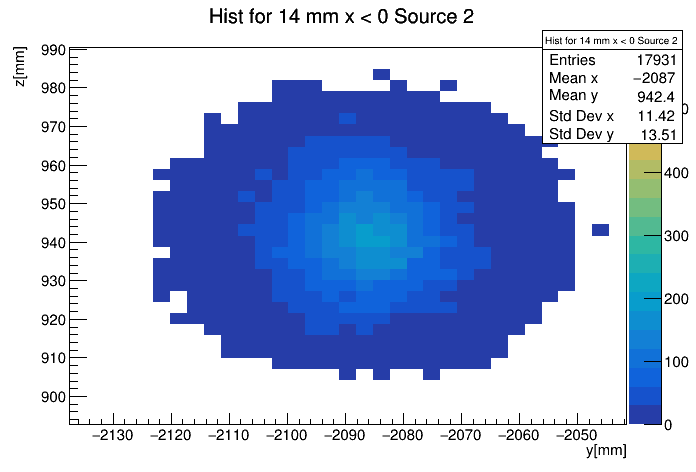 Hist for 14 mm x < 0 Source 2
z[mm]
990
980
970
960
950
940
930
920
910
900
−2130 −2120 −2110 −2100 −2090 −2080 −2070 −2060 −2050
y[mm]
Hist for 14 mm x < 0 Source 2
Entries 17931
Mean x −2087
Mean y 942.4
Std Dev x 11.42
Std Dev y 13.51
0
400
300
200
100
0